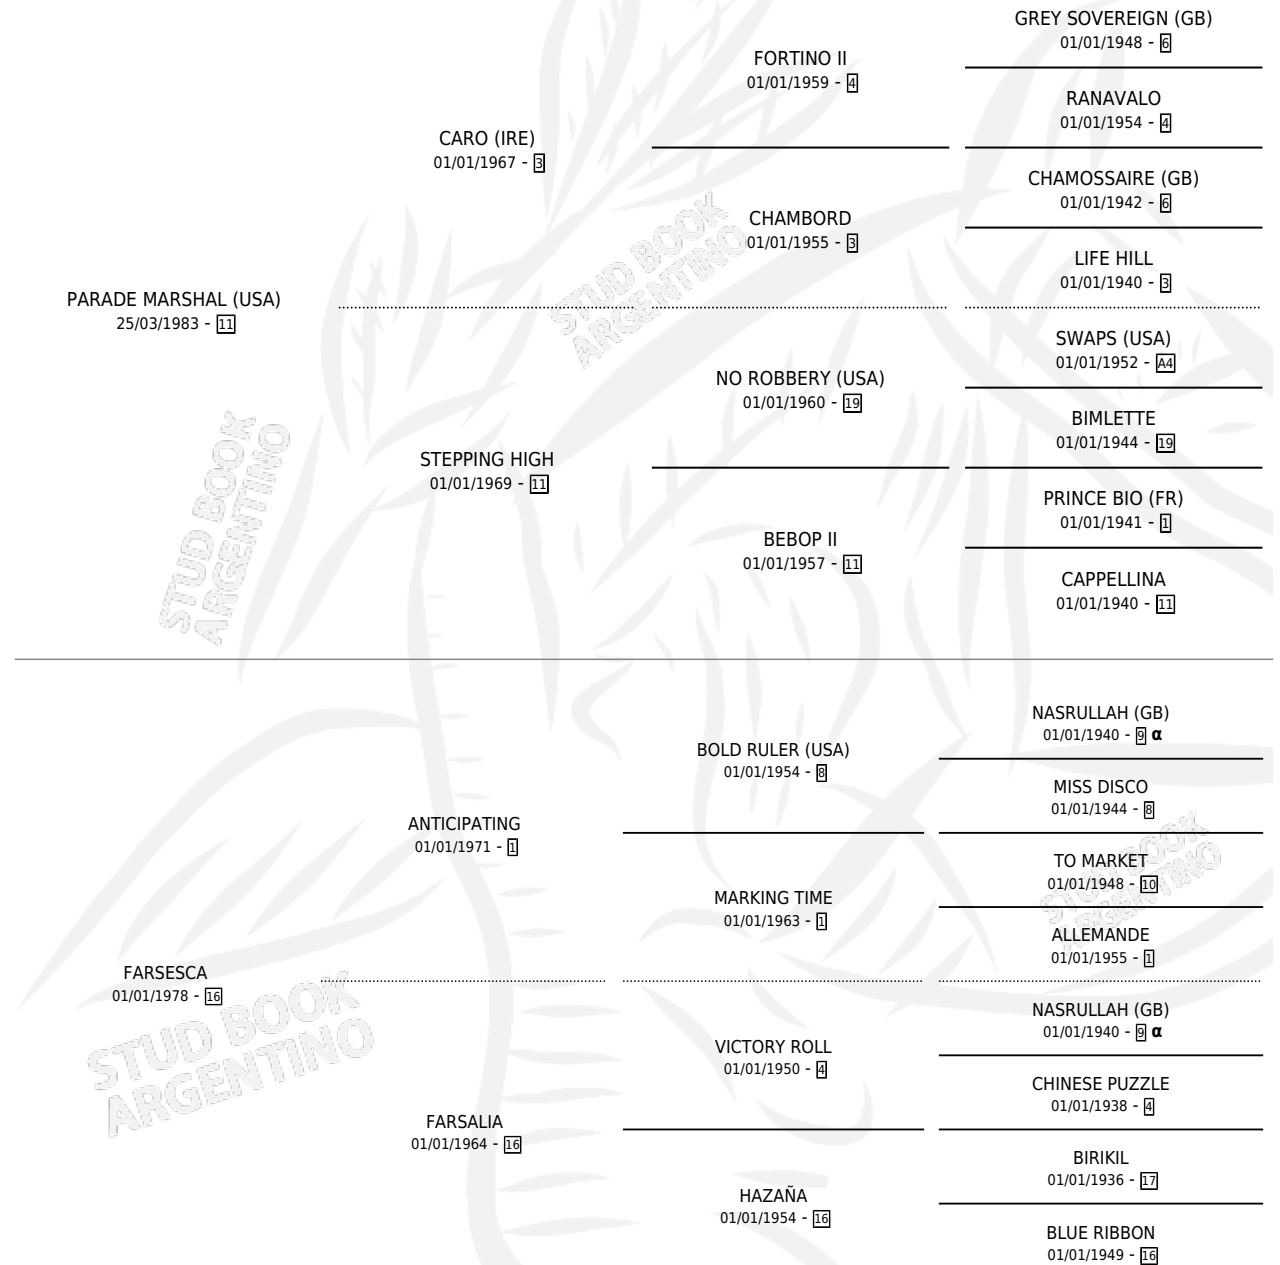 GREY SOVEREIGN (GB)
01/01/1948 - 6
FORTINO II
01/01/1959 - 4
RANAVALO
01/01/1954 - 4
CARO (IRE)
01/01/1967 - 3
CHAMOSSAIRE (GB)
01/01/1942 - 6
CHAMBORD
01/01/1955 - 3
LIFE HILL
01/01/1940 - 3
PARADE MARSHAL (USA)
25/03/1983 - 11
SWAPS (USA)
01/01/1952 - A4
NO ROBBERY (USA)
01/01/1960 - 19
BIMLETTE
01/01/1944 - 19
STEPPING HIGH
01/01/1969 - 11
PRINCE BIO (FR)
01/01/1941 - 1
BEBOP II
01/01/1957 - 11
CAPPELLINA
01/01/1940 - 11
NASRULLAH (GB)
01/01/1940 - 9 α
BOLD RULER (USA)
01/01/1954 - 8
MISS DISCO
01/01/1944 - 8
ANTICIPATING
01/01/1971 - 1
TO MARKET
01/01/1948 - 10
MARKING TIME
01/01/1963 - 1
ALLEMANDE
01/01/1955 - 1
FARSESCA
01/01/1978 - 16
NASRULLAH (GB)
01/01/1940 - 9 α
VICTORY ROLL
01/01/1950 - 4
CHINESE PUZZLE
01/01/1938 - 4
FARSALIA
01/01/1964 - 16
BIRIKIL
01/01/1936 - 17
HAZAÑA
01/01/1954 - 16
BLUE RIBBON
01/01/1949 - 16
STUD BOOK
ARGENTINO
STUD BOOK
ARGENTINO
STUD BOOK
ARGENTINO
STUD BOOK
ARGENTINO